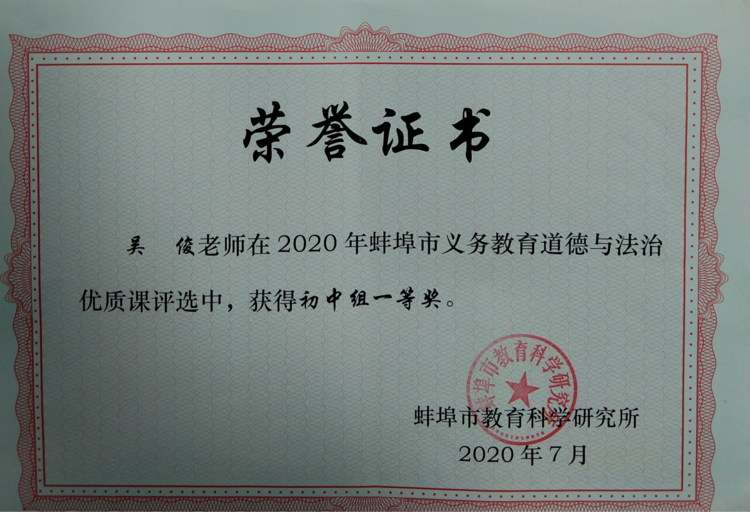 荣誉证书
吴 俊老师在2020年蚌埠市义务教育道德与法治
优质课评选中，获得初中组一等奖。
蚌埠市教育科学研究所
蚌埠市教育科学研究所
2020年7月